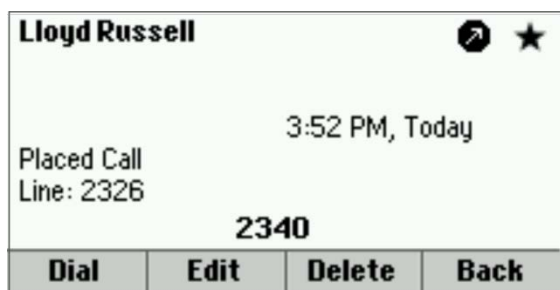 Lloyd Russell
3:52 PM, Today
Placed Call
Line: 2326
2340
Dial Edit Delete Back